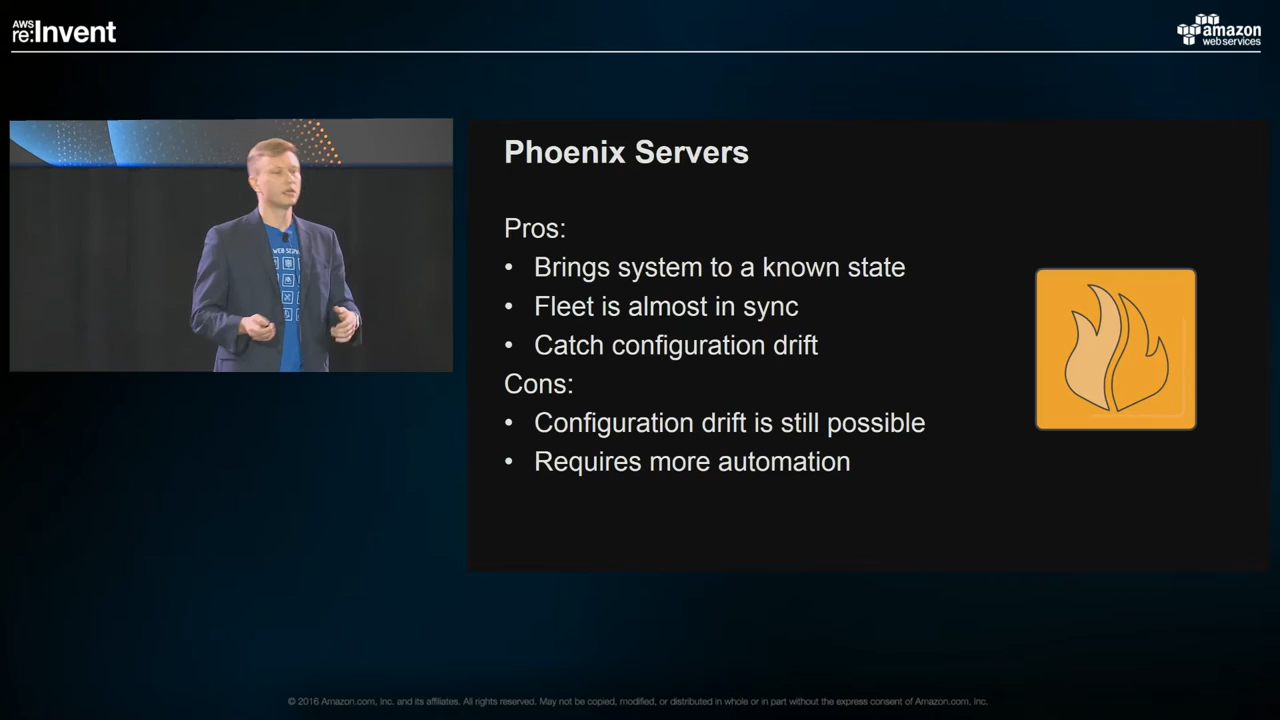 AWS
re:Invent
amazon
web services
WEB SERV
Phoenix Servers
Pros:
• Brings system to a known state
• Fleet is almost in sync
• Catch configuration drift
Cons:
• Configuration drift is still possible
• Requires more automation
© 2016 Amazon.com, Inc. and its affiliates. All rights reserved. May not be copied, modified, or distributed in whole or in part without the express consent of Amazon.com, Inc.